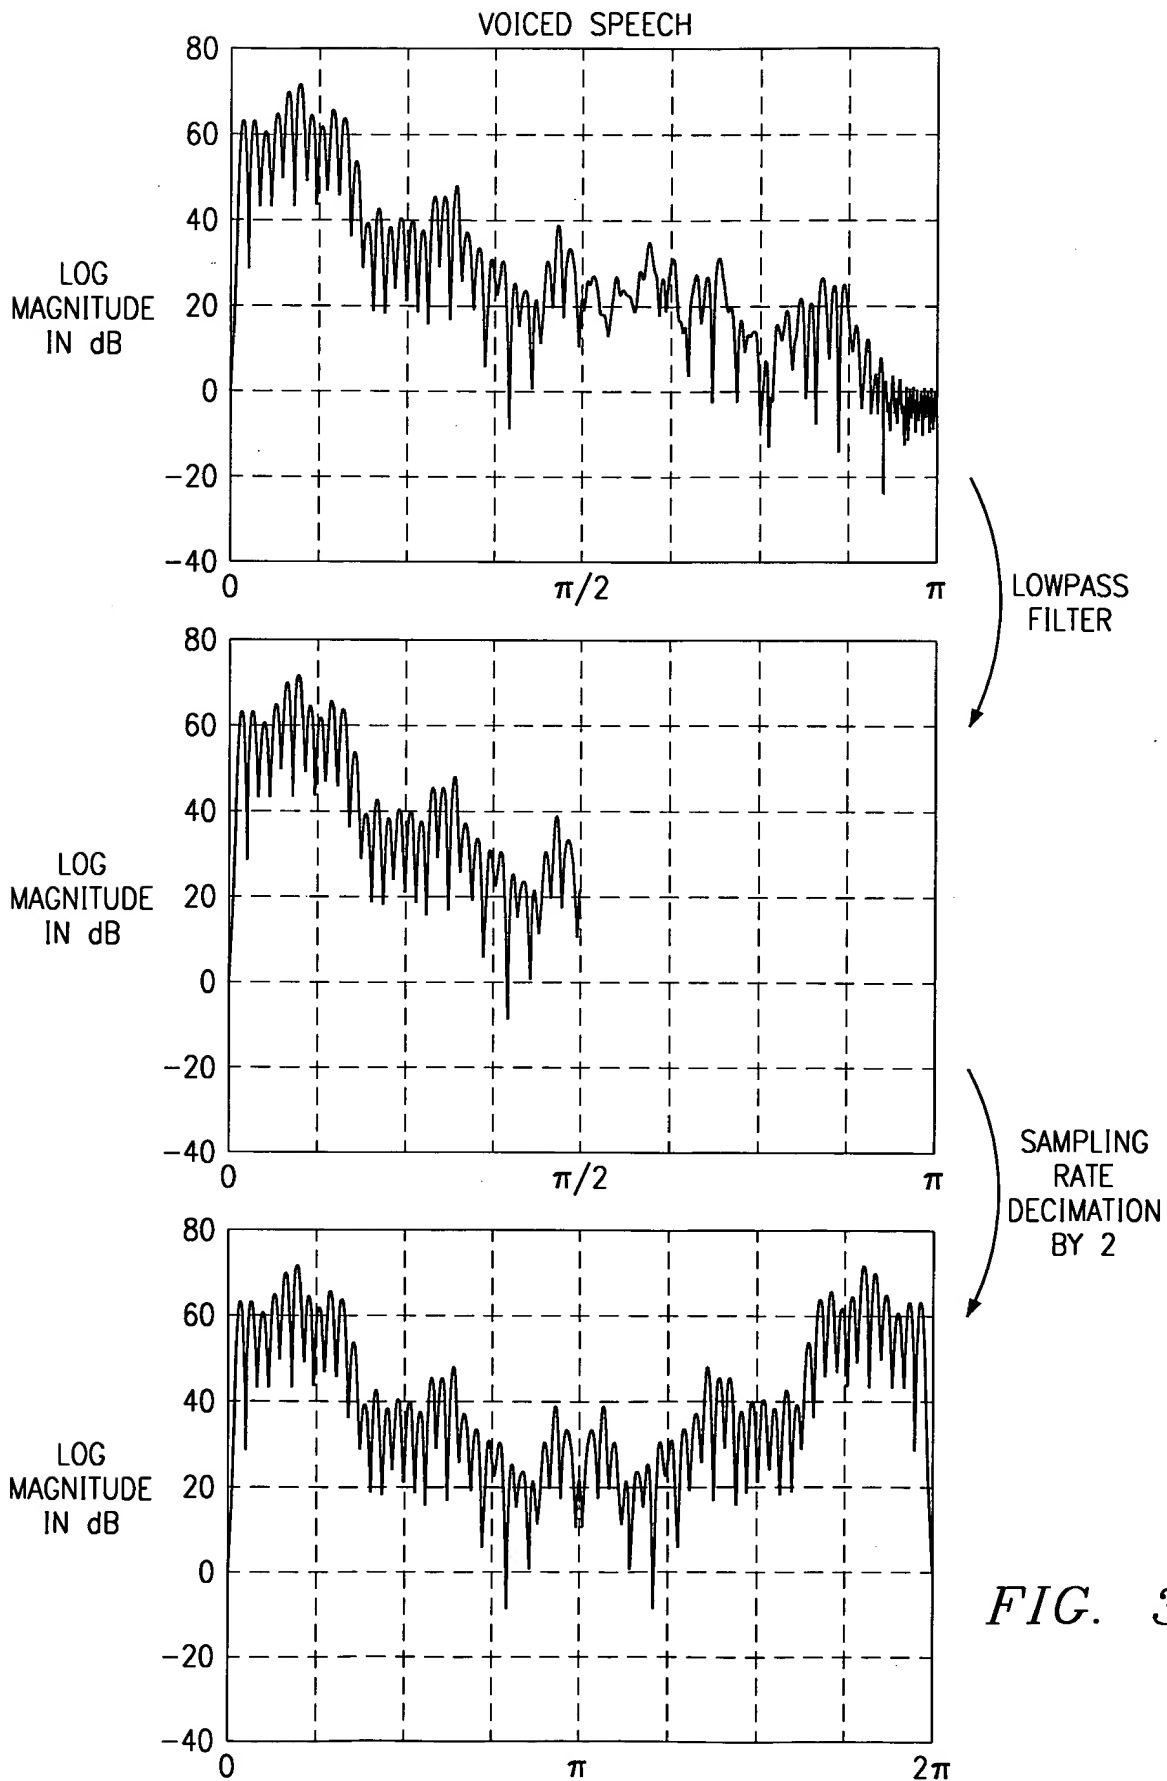 VOICED SPEECH
80
60
40
20
0
−20
−40
LOG
MAGNITUDE
IN dB
0
π/2
π
LOWPASS
FILTER
80
60
40
20
0
−20
−40
LOG
MAGNITUDE
IN dB
0
π/2
π
SAMPLING
RATE
DECIMATION
BY 2
80
60
40
20
0
−20
−40
LOG
MAGNITUDE
IN dB
0
π
2π
FIG. 3